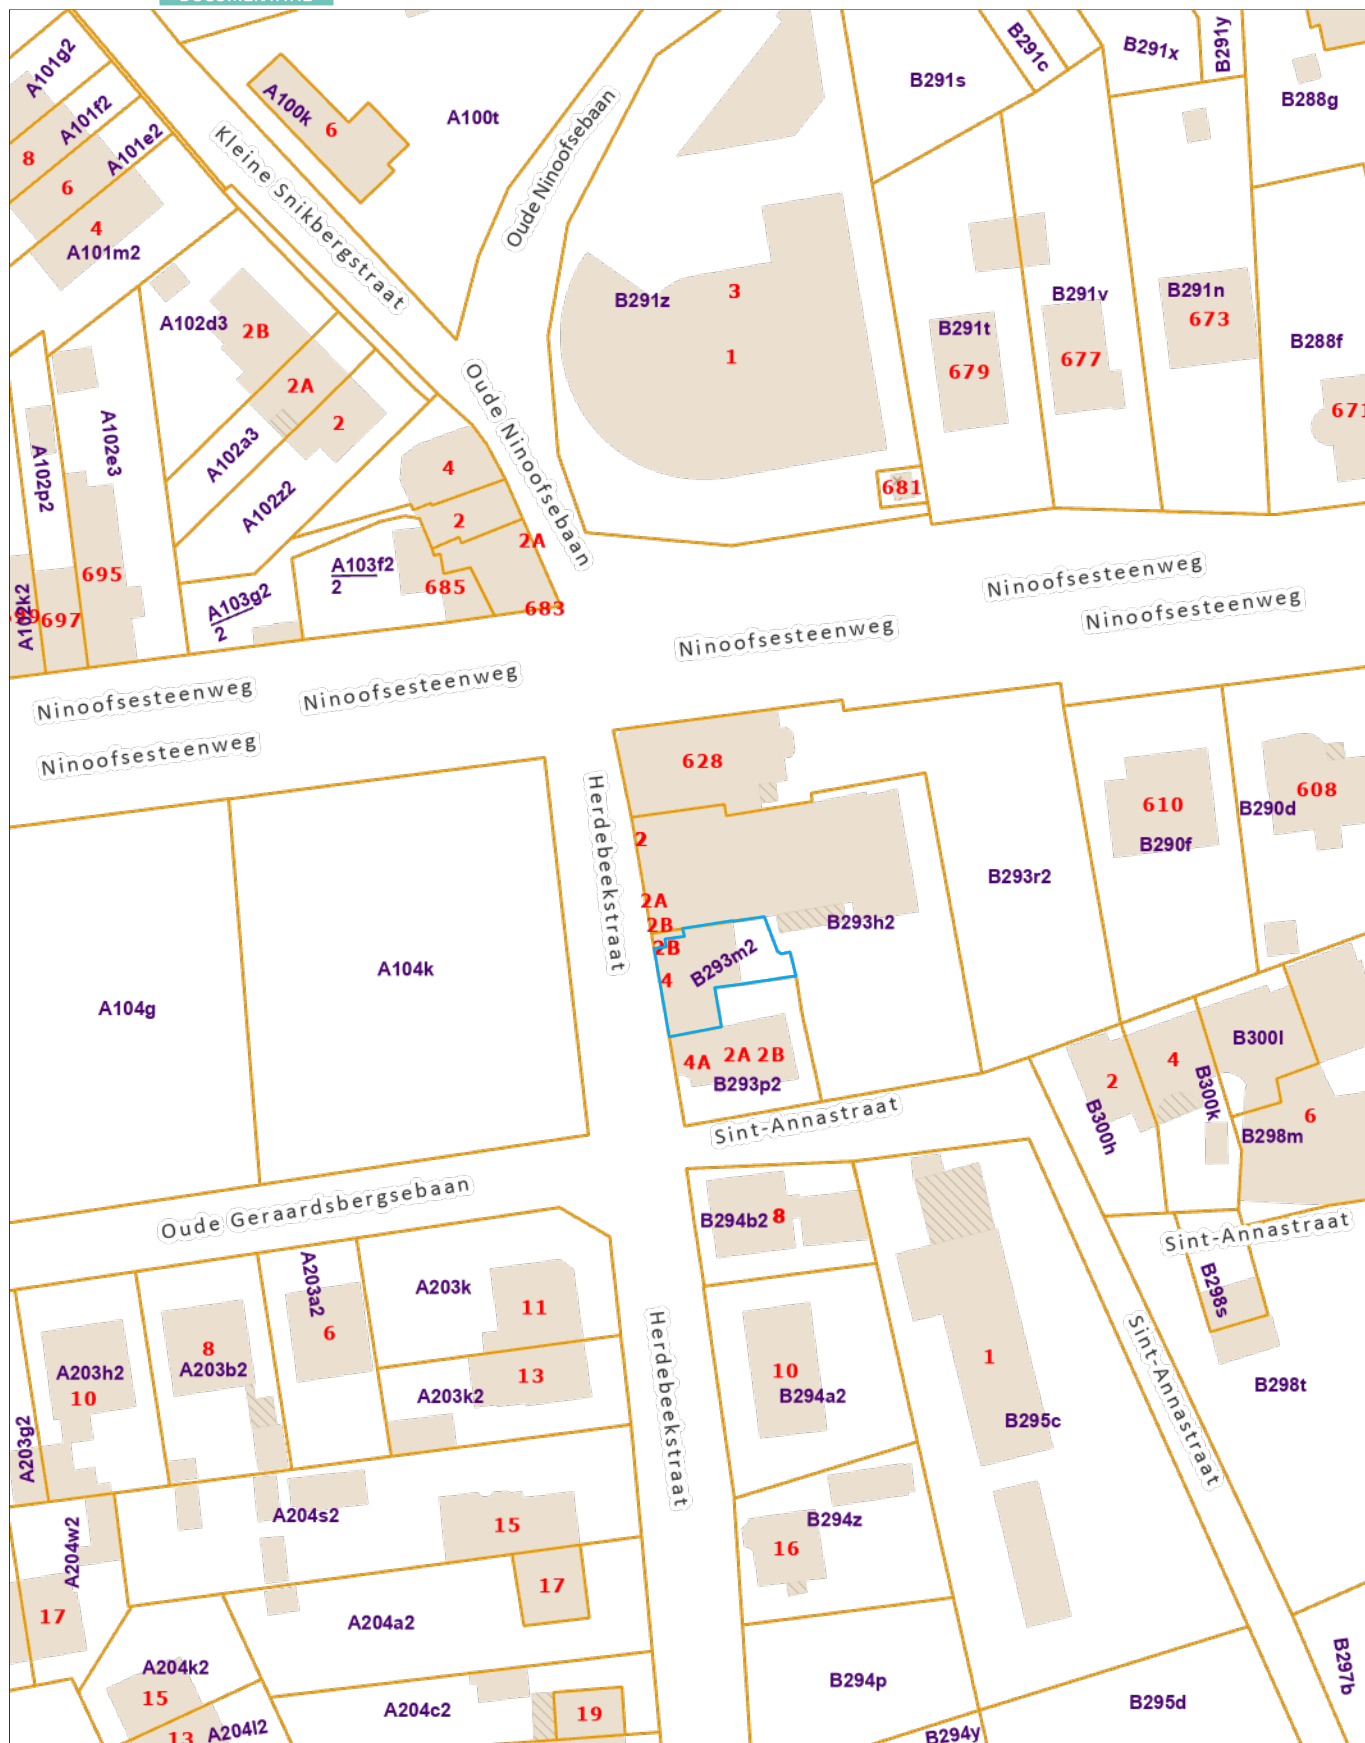 A101g2
A101f2
A101e2
8
6
4
A101m2
A100k
6
A100t
Kleine Snikbergstraat
Oude Ninoofsebaan
B291s
B291c
B291x
B291y
B288g
A102d3
2B
2A
2
A102a3
A102z2
A102e3
A102p2
A102k2
695
697
B291z
3
1
B291t
679
B291v
677
B291n
673
B288f
671
681
Oude Ninoofsebaan
4
2
2A
685
683
A103f2
2
A103g2
2
Ninoofsesteenweg
Ninoofsesteenweg
Ninoofsesteenweg
Ninoofsesteenweg
Ninoofsesteenweg
Ninoofsesteenweg
628
2
2A
2B
2B
4
B293m2
B293h2
B293r2
610
B290f
B290d
608
Herdebeekstraat
A104g
A104k
4A
2A
2B
B293p2
Sint-Annastraat
2
B300h
4
B300k
B300l
B298m
6
Oude Geraardsbergsebaan
Sint-Annastraat
B294b2
8
B298s
B298t
A203a2
6
A203k
11
13
A203k2
8
A203b2
A203h2
10
A203g2
Herdebeekstraat
10
B294a2
1
B295c
Sint-Annastraat
A204s2
15
17
A204w2
17
A204a2
B294z
16
A204k2
15
13
A204l2
A204c2
19
B294p
B294y
B295d
B297b